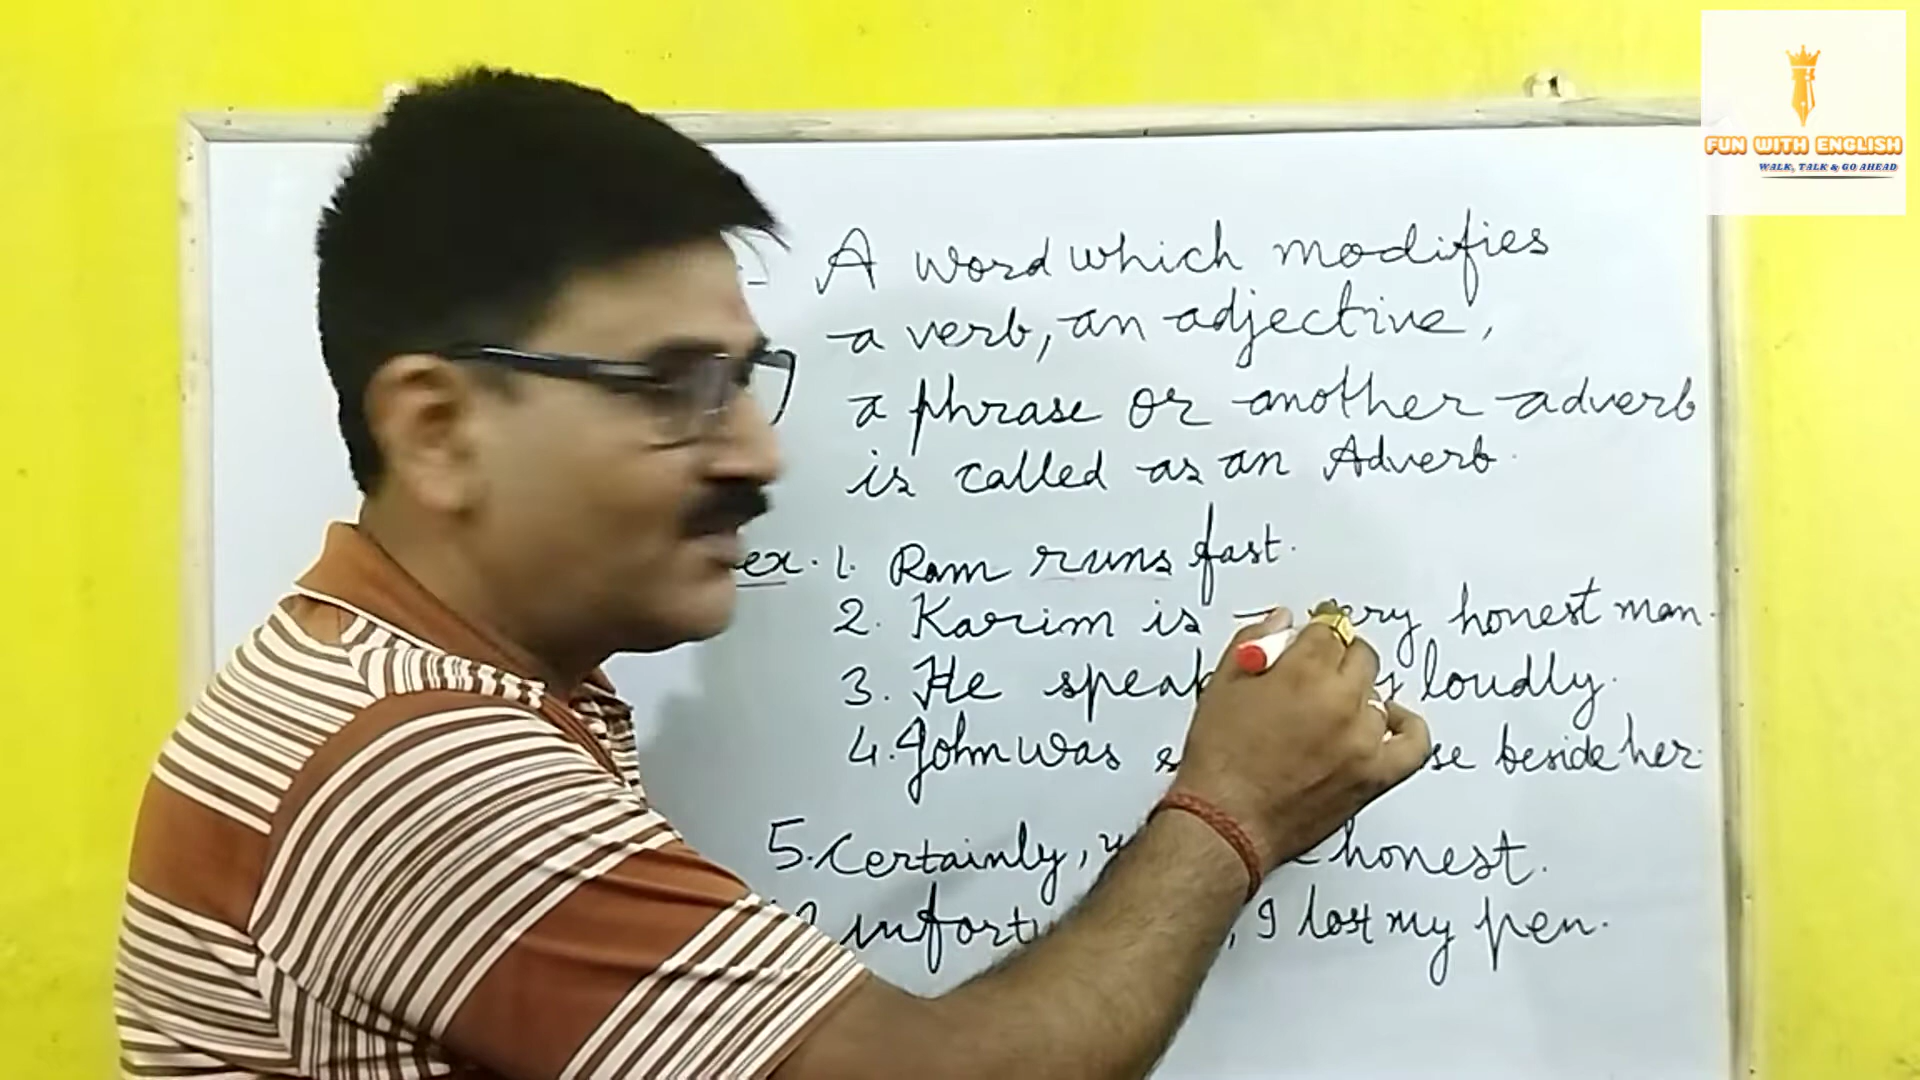 FUN WITH ENGLISH
WALK, TALK & GO AHEAD
A word which modifies
a verb, an adjective,
a phrase or another adverb
is called as an Adverb.
ex. 1. Ram runs fast.
2. Karim is a honest man.
3. He loudly.
4. John was beside her.
5. Certainly, honest.
, I lost my pen.